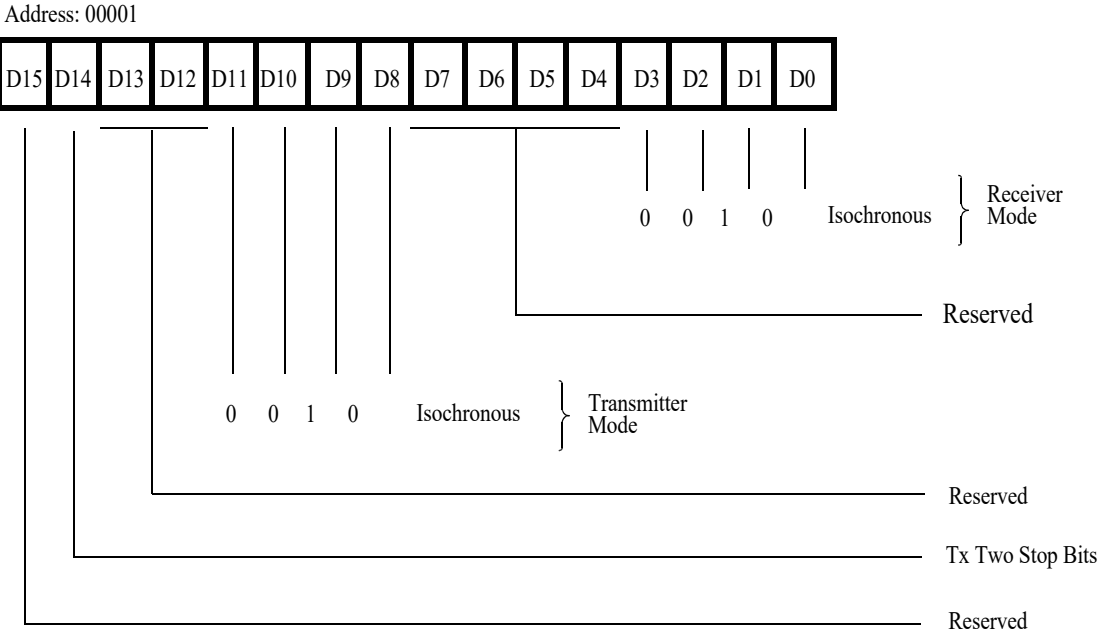 Address: 00001
D15 D14 D13 D12 D11 D10 D9 D8 D7 D6 D5 D4 D3 D2 D1 D0
0 0 1 0 Isochronous
Receiver
Mode
Reserved
0 0 1 0 Isochronous
Transmitter
Mode
Reserved
Tx Two Stop Bits
Reserved